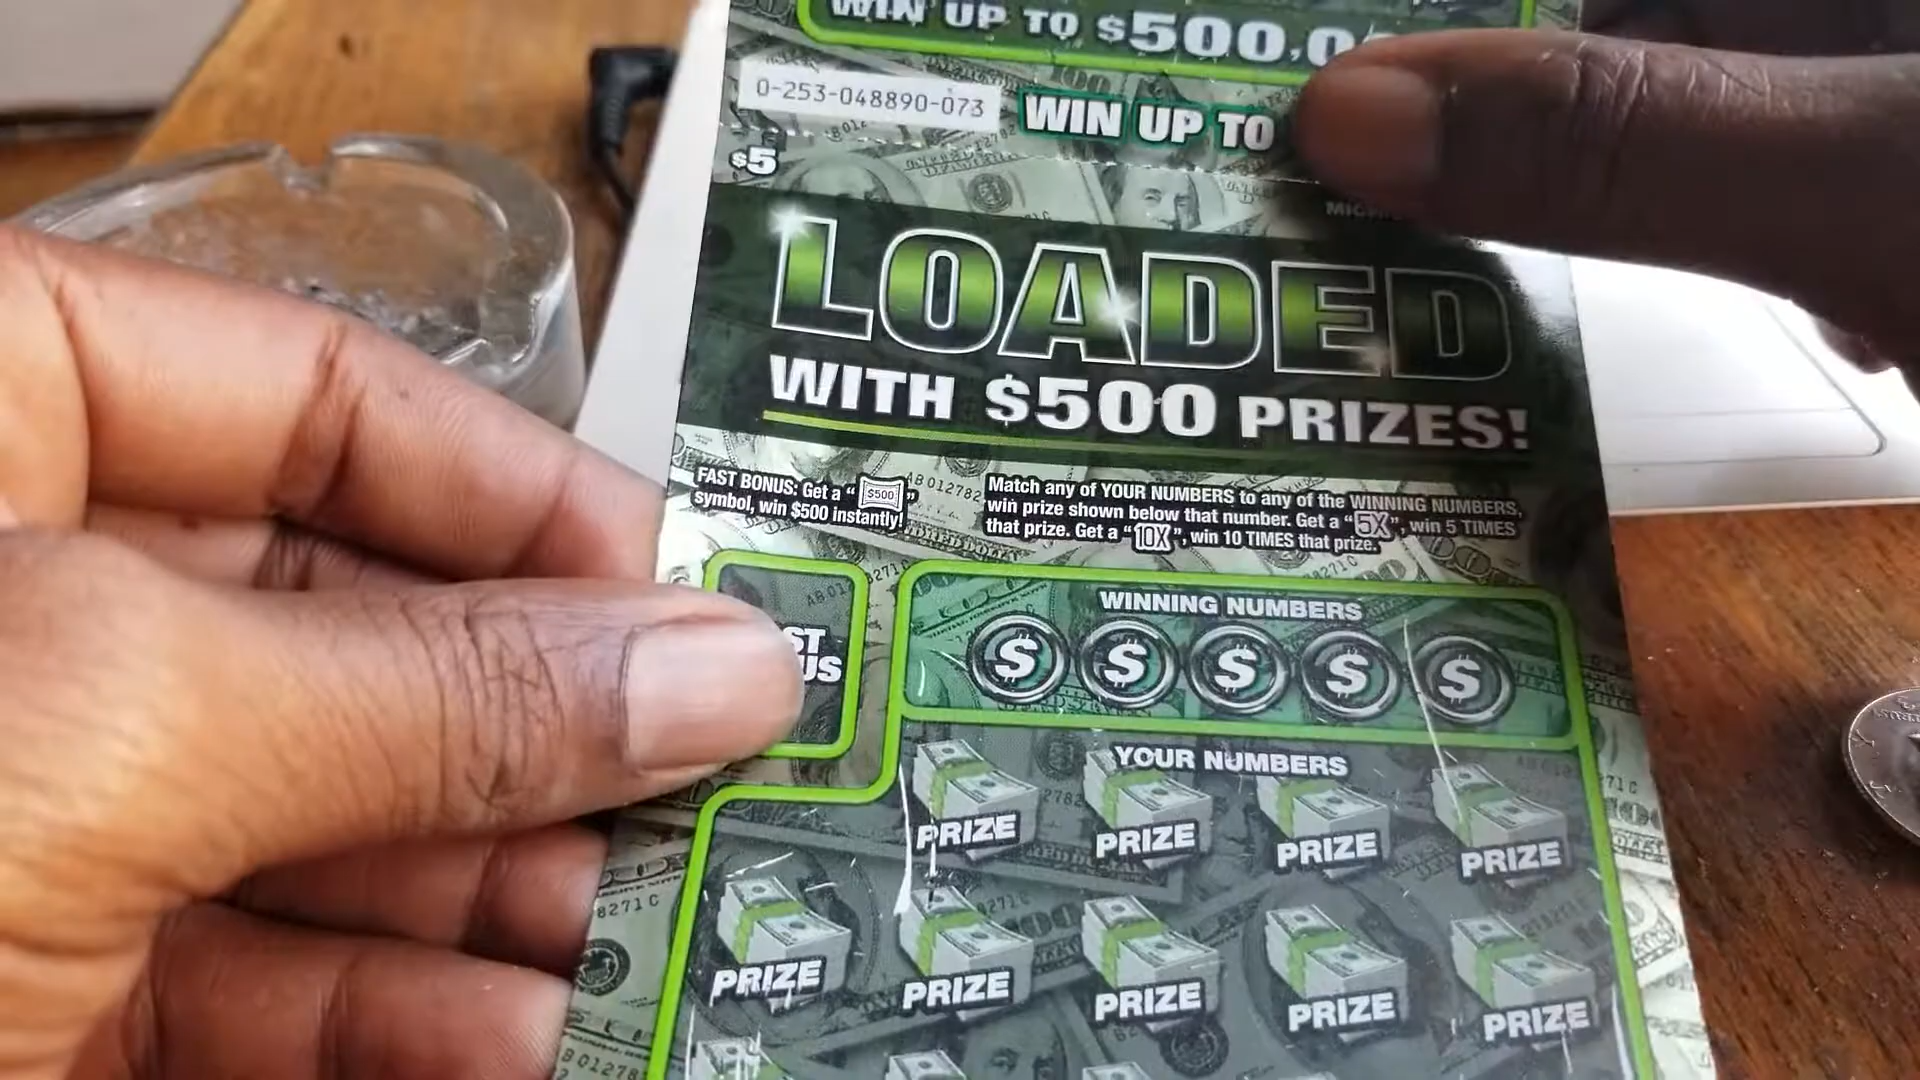 WIN UP TO $500,0
0-253-048890-073
WIN UP TO
$5
LOADED
WITH $500 PRIZES!
FAST BONUS: Get a "$500"
symbol, win $500 instantly!
Match any of YOUR NUMBERS to any of the WINNING NUMBERS,
win prize shown below that number. Get a "5X", win 5 TIMES
that prize. Get a "10X", win 10 TIMES that prize.
ST
US
WINNING NUMBERS
$ $ $ $ $
YOUR NUMBERS
PRIZE PRIZE PRIZE PRIZE
PRIZE PRIZE PRIZE PRIZE PRIZE